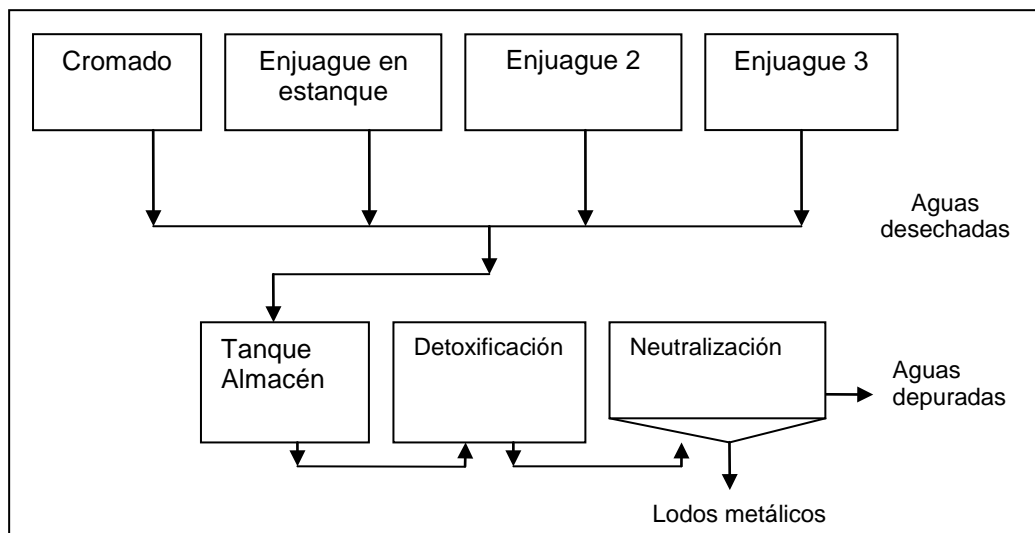 Cromado
Enjuague en
estanque
Enjuague 2
Enjuague 3
Aguas
desechadas
Tanque
Almacén
Detoxificación
Neutralización
Aguas
depuradas
Lodos metálicos